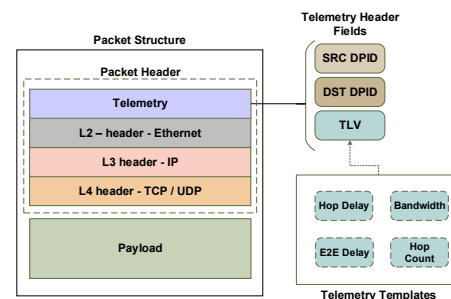 Packet Structure
Packet Header
Telemetry
L2 – header - Ethernet
L3 header - IP
L4 header - TCP / UDP
Payload
Telemetry Header
Fields
SRC DPID
DST DPID
TLV
Hop Delay
Bandwidth
E2E Delay
Hop
Count
Telemetry Templates